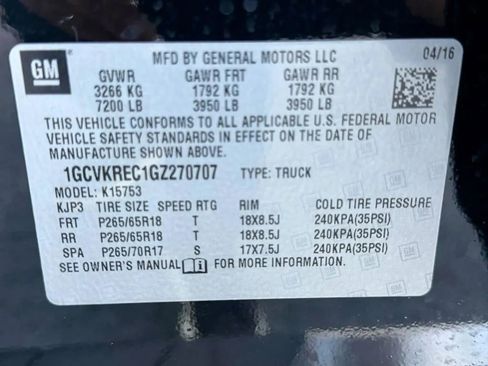 GM
MFD BY GENERAL MOTORS LLC
04/16
GVWR GAWR FRT GAWR RR
3266 KG 1792 KG 1792 KG
7200 LB 3950 LB 3950 LB
THIS VEHICLE CONFORMS TO ALL APPLICABLE U.S. FEDERAL MOTOR
VEHICLE SAFETY STANDARDS IN EFFECT ON THE DATE OF
MANUFACTURE SHOWN ABOVE.
1GCVKREC1GZ270707 TYPE: TRUCK
MODEL: K15753
KJP3 TIRE SIZE SPEED RTG RIM COLD TIRE PRESSURE
FRT P265/65R18 T 18X8.5J 240KPA(35PSI)
RR P265/65R18 T 18X8.5J 240KPA(35PSI)
SPA P265/70R17 S 17X7.5J 240KPA(35PSI)
SEE OWNER'S MANUAL FOR MORE INFORMATION.